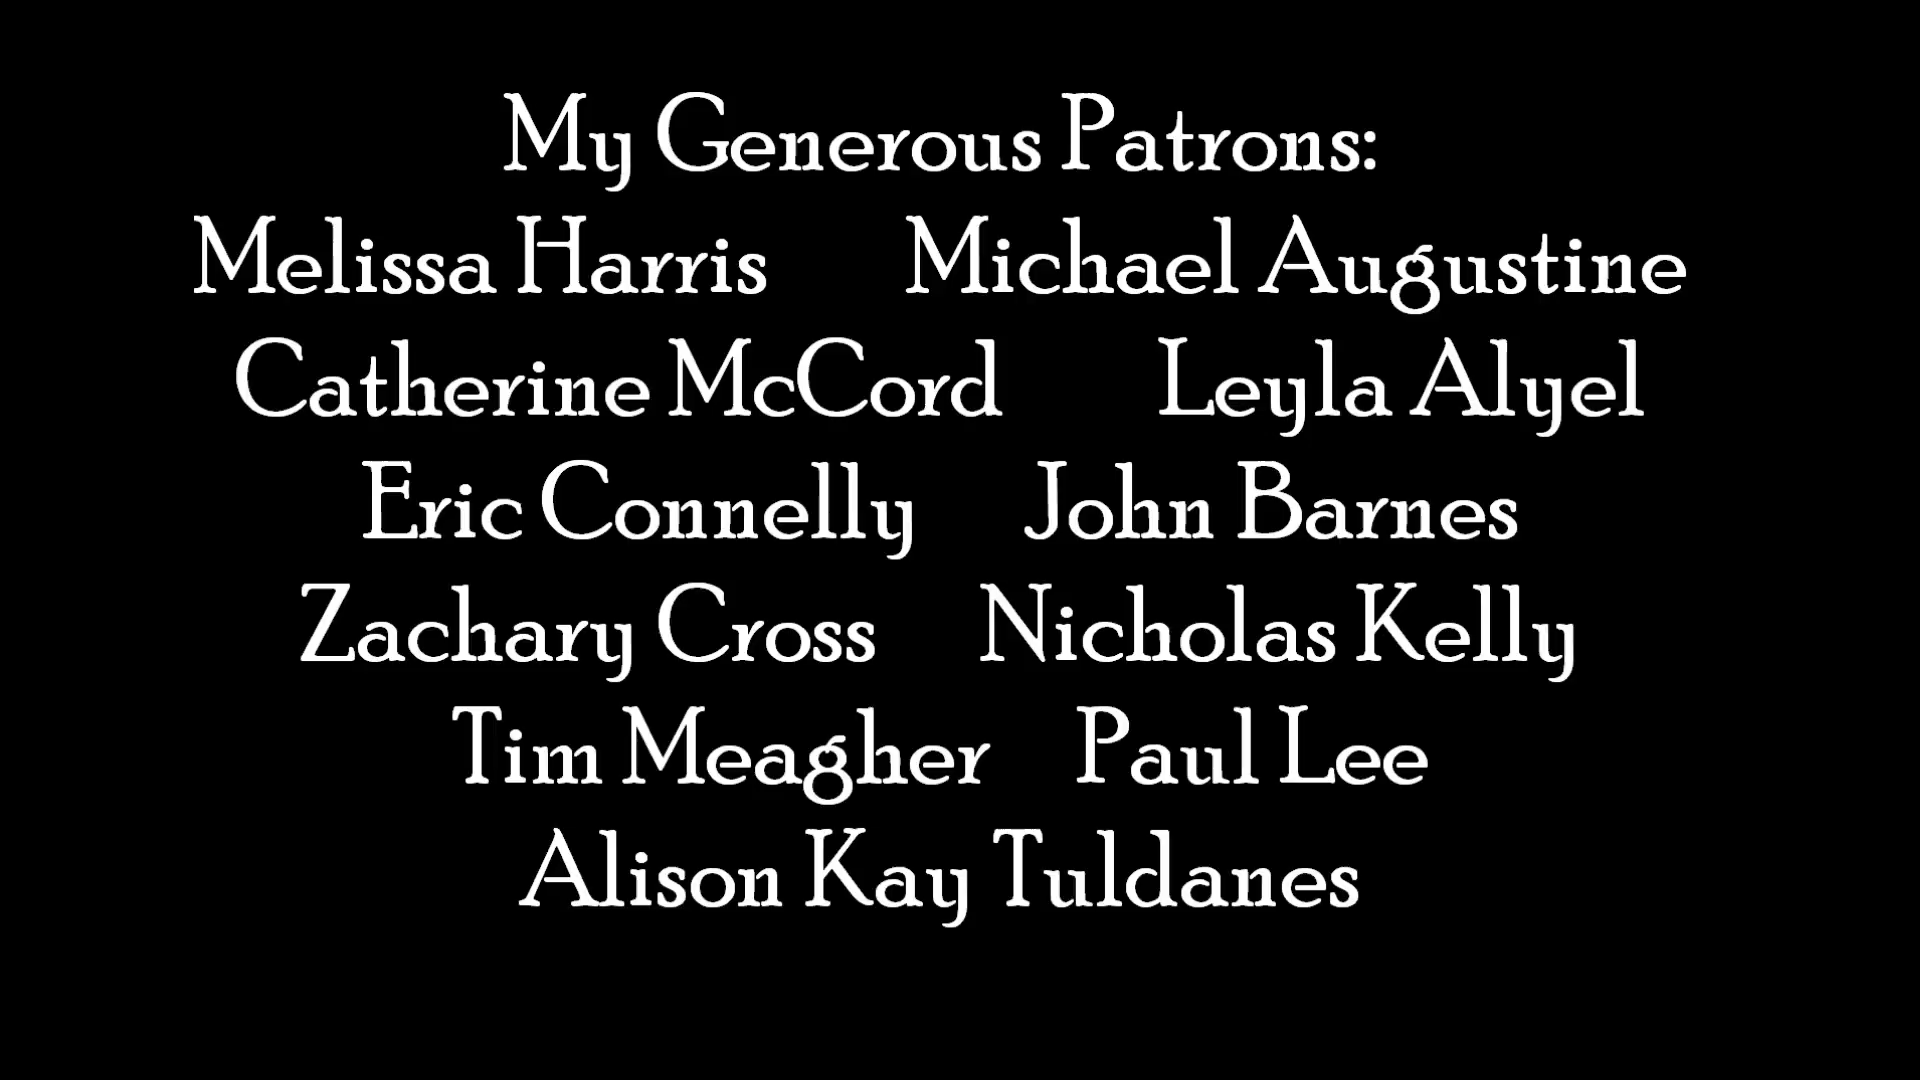 My Generous Patrons:
Melissa Harris Michael Augustine
Catherine McCord Leyla Alyel
Eric Connelly John Barnes
Zachary Cross Nicholas Kelly
Tim Meagher Paul Lee
Alison Kay Tuldanes